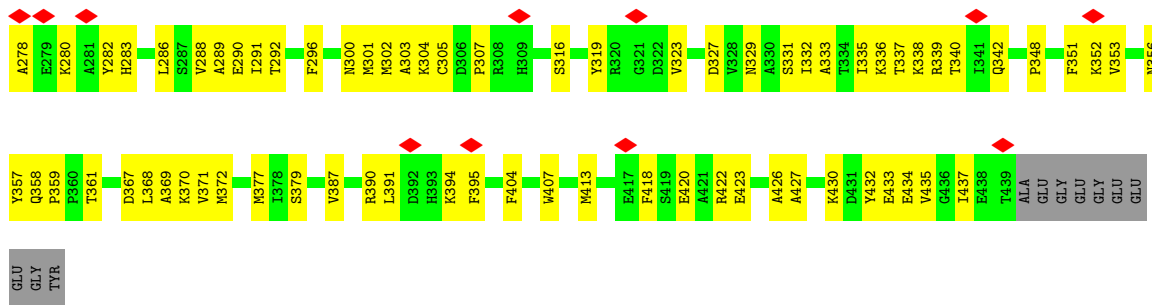 A278 E279 K280 A281 Y282 H283 L286 S287 V288 A289 E290 I291 T292 F296 N300 M301 M302 A303 K304 C305 D306 P307 R308 H309 S316 Y319 R320 G321 D322 V323 D327 V328 N329 A330 S331 I332 A333 T334 I335 K336 T337 K338 R339 T340 I341 Q342 P348 F351 K352 V353 N356
Y357 Q358 P359 P360 T361 D367 L368 A369 K370 V371 M372 M377 I378 S379 V387 R390 L391 D392 H393 K394 F395 F404 W407 M413 E417 F418 S419 E420 A421 R422 E423 A426 A427 K430 D431 Y432 E433 E434 V435 G436 I437 E438 T439 ALA GLU GLY GLU GLY GLU GLU
GLU GLY TYR